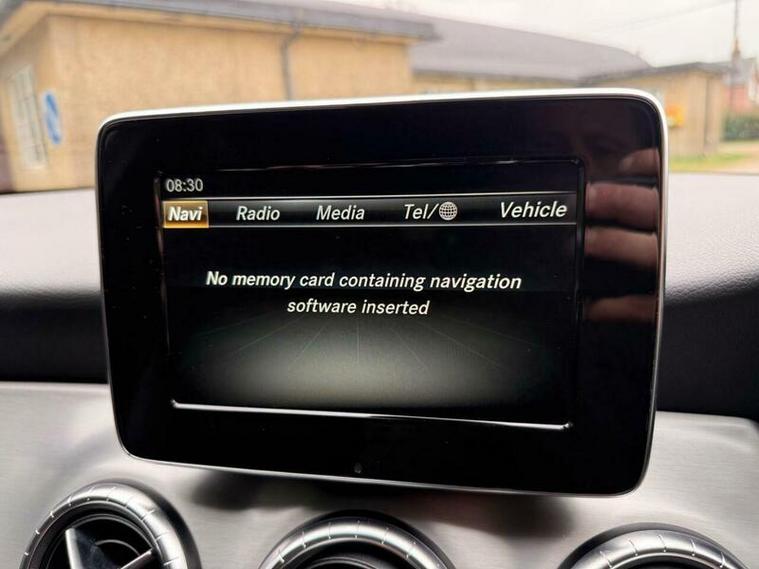 08:30
Navi Radio Media Tel/ Vehicle
No memory card containing navigation
software inserted